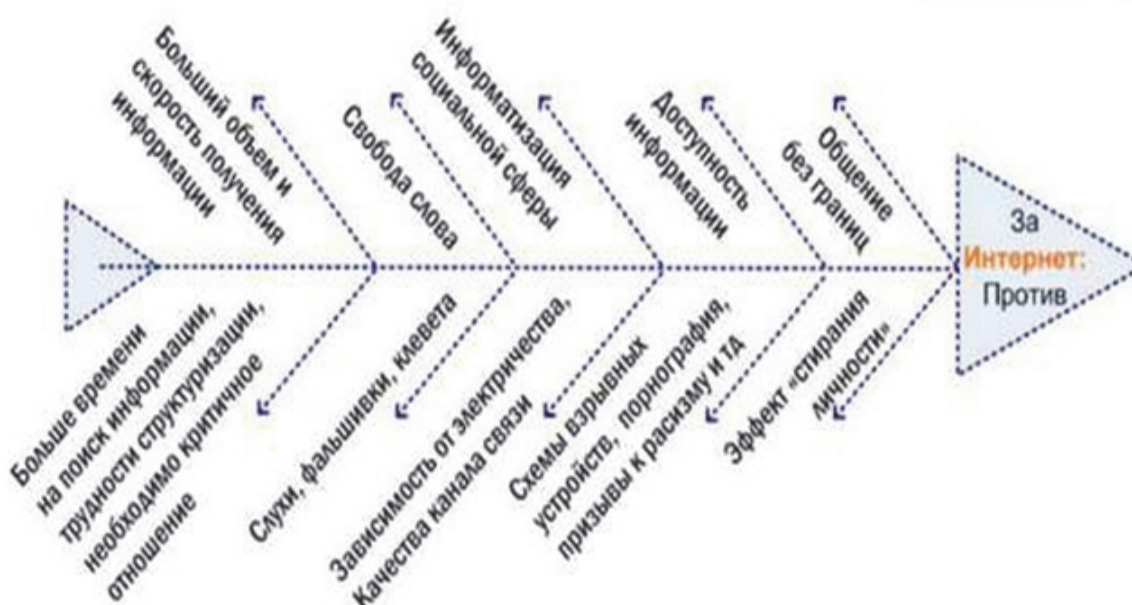 Больший объем и
скорость получения
информации
Свобода слова
Информатизация
социальной сферы
Доступность
информации
Общение
без границ
За
Интернет:
Против
Больше времени
на поиск информации,
трудности структуризации,
необходимо критичное
отношение
Слухи, фальшивки, клевета
Зависимость от электричества,
Качества канала связи
Схемы взрывных
устройств, порнография,
призывы к расизму и ТА
Эффект «стирания
личности»